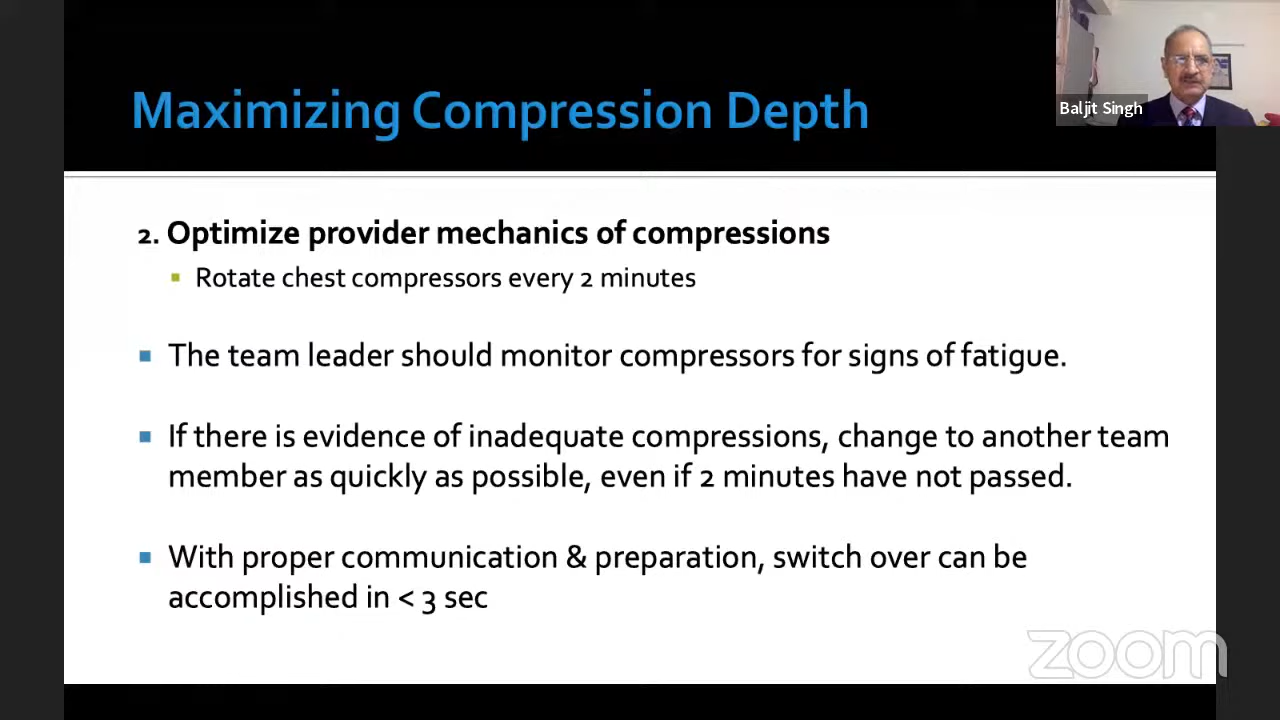 Maximizing Compression Depth
Baljit Singh
2. Optimize provider mechanics of compressions
▪ Rotate chest compressors every 2 minutes
▪ The team leader should monitor compressors for signs of fatigue.
▪ If there is evidence of inadequate compressions, change to another team
member as quickly as possible, even if 2 minutes have not passed.
▪ With proper communication & preparation, switch over can be
accomplished in < 3 sec
zoom